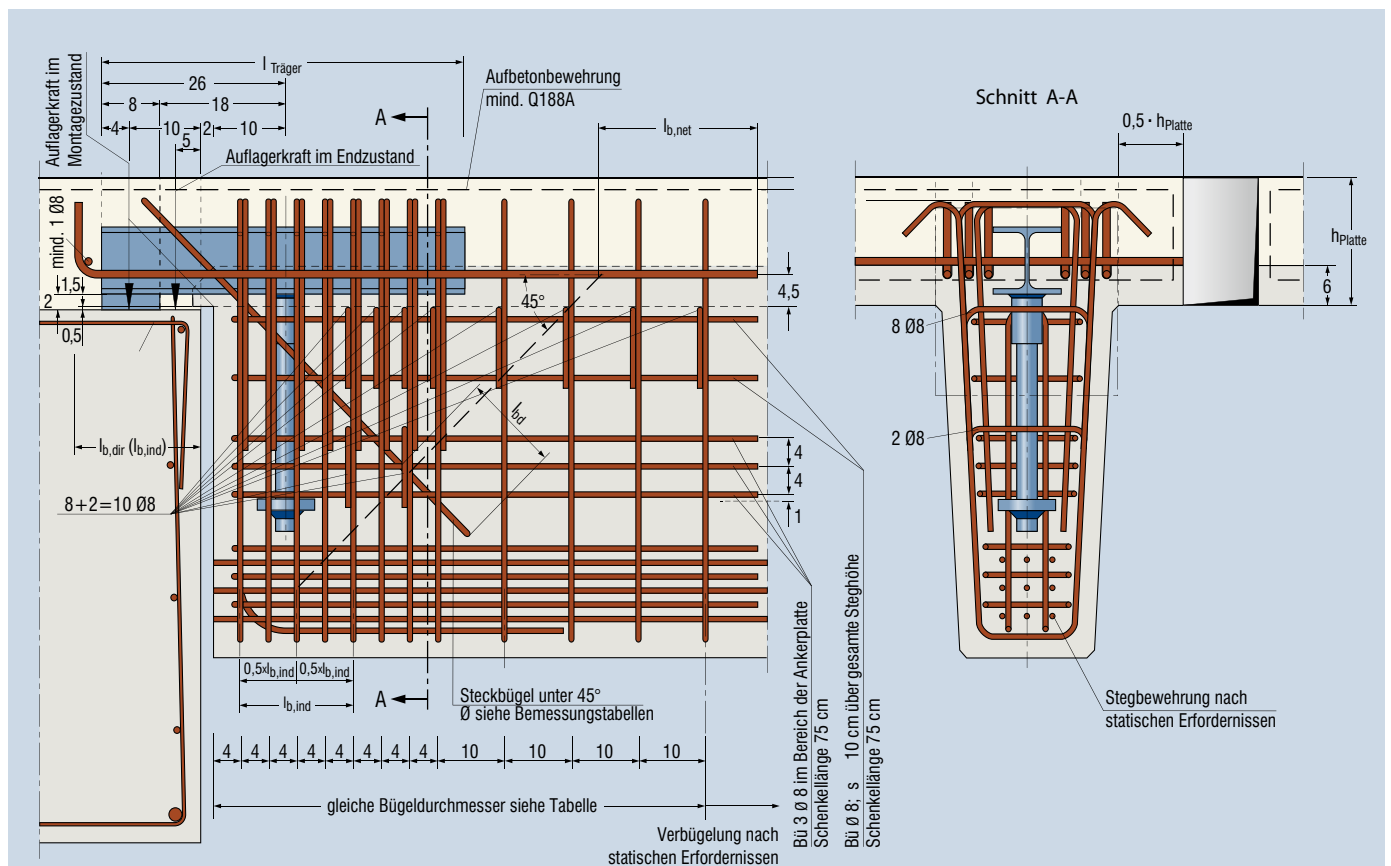 Auflagerkraft im
Montagezustand
l Träger
26
8
18
4
10
2
10
5
A
Aufbetonbewehrung
mind. Q188A
l b,net
Auflagerkraft im Endzustand
mind. 1 Ø8
1,5
2
0,5
45°
4,5
l b,dir (l b,ind)
l bd
8+2=10 Ø8
4
4
1
0,5xl b,ind
0,5xl b,ind
l b,ind
A
Steckbügel unter 45°
Ø siehe Bemessungstabellen
4
4
4
4
4
4
4
4
10
10
10
10
gleiche Bügeldurchmesser siehe Tabelle
Verbügelung nach
statischen Erfordernissen
Bü 3 Ø 8 im Bereich der Ankerplatte
Schenkellänge 75 cm
Bü Ø 8; s 10 cm über gesamte Steghöhe
Schenkellänge 75 cm
Schnitt A-A
0,5 · hPlatte
hPlatte
6
8 Ø8
2 Ø8
Stegbewehrung nach
statischen Erfordernissen